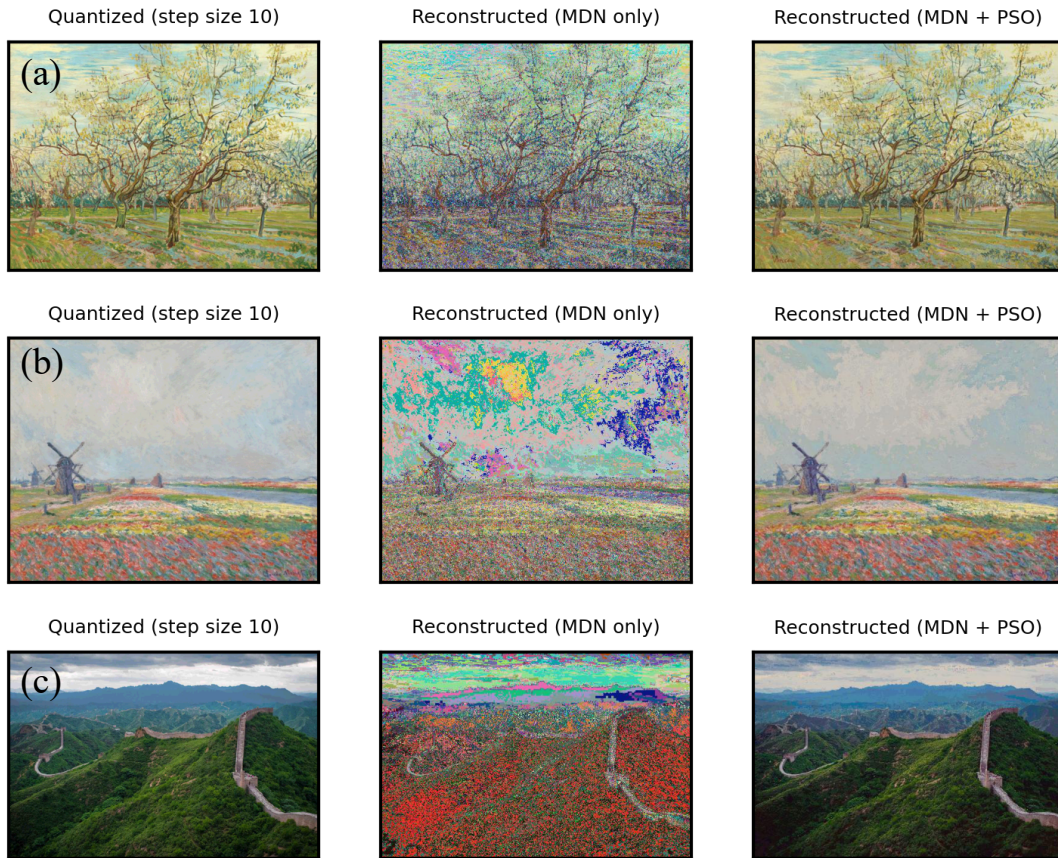 Quantized (step size 10) Reconstructed (MDN only) Reconstructed (MDN + PSO)
(a)
Quantized (step size 10) Reconstructed (MDN only) Reconstructed (MDN + PSO)
(b)
Quantized (step size 10) Reconstructed (MDN only) Reconstructed (MDN + PSO)
(c)